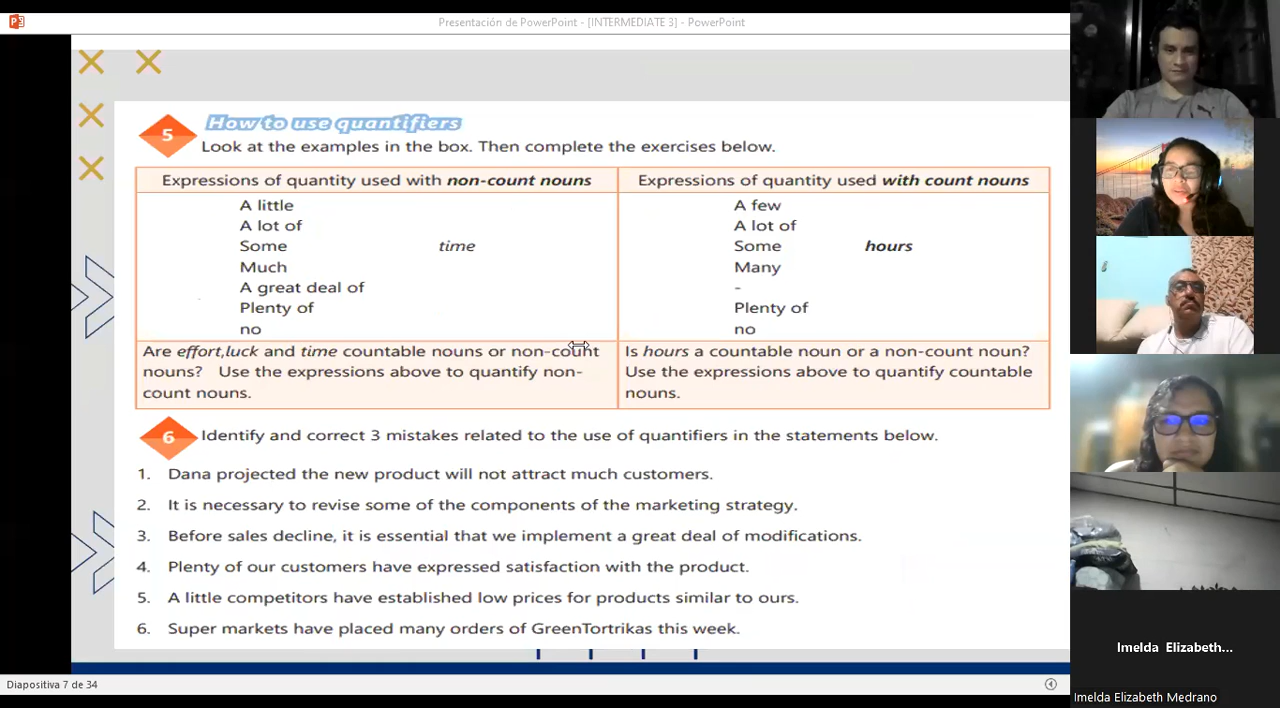 Presentación de PowerPoint - [INTERMEDIATE 3] - PowerPoint
5
How to use quantifiers
Look at the examples in the box. Then complete the exercises below.
Expressions of quantity used with non-count nouns
A little
A lot of
Some
time
Much
A great deal of
Plenty of
no
Are effort,luck and time countable nouns or non-count
nouns? Use the expressions above to quantify non-
count nouns.
Expressions of quantity used with count nouns
A few
A lot of
Some
hours
Many
-
Plenty of
no
Is hours a countable noun or a non-count noun?
Use the expressions above to quantify countable
nouns.
6
Identify and correct 3 mistakes related to the use of quantifiers in the statements below.
1. Dana projected the new product will not attract much customers.
2. It is necessary to revise some of the components of the marketing strategy.
3. Before sales decline, it is essential that we implement a great deal of modifications.
4. Plenty of our customers have expressed satisfaction with the product.
5. A little competitors have established low prices for products similar to ours.
6. Super markets have placed many orders of GreenTortrikas this week.
Diapositiva 7 de 34
Imelda Elizabeth...
Imelda Elizabeth Medrano